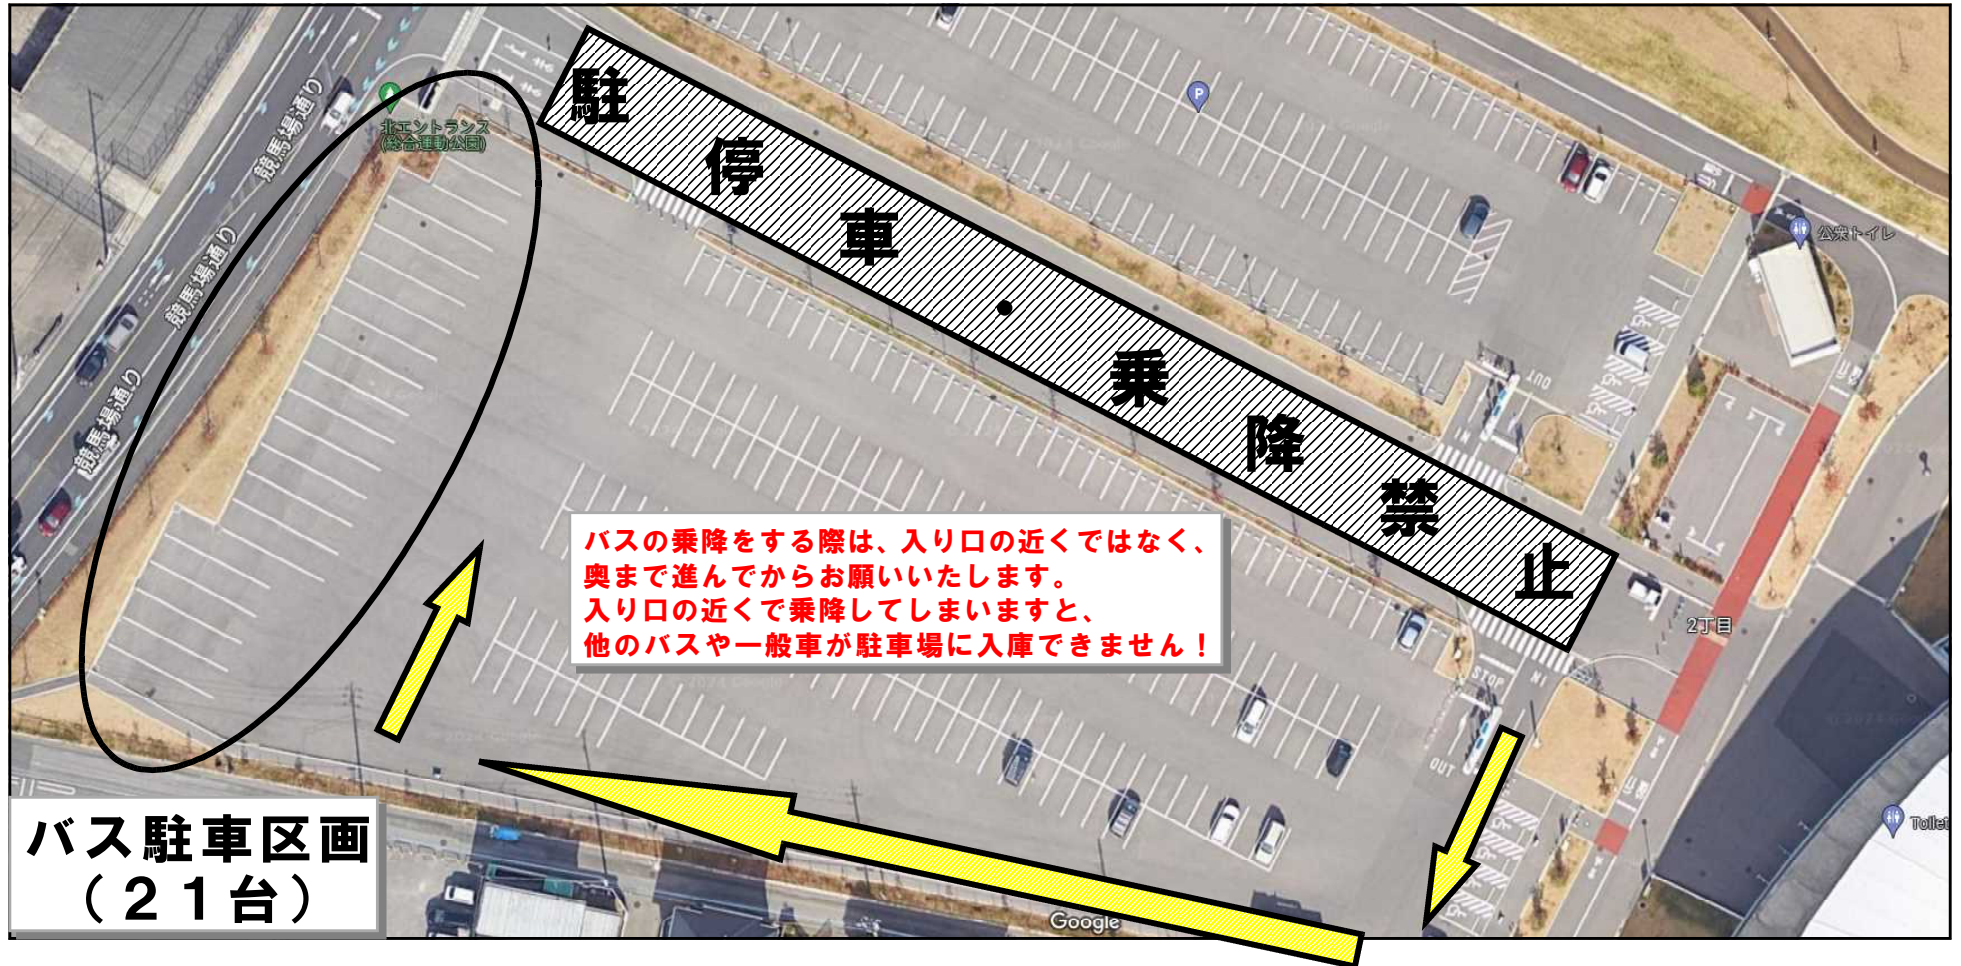 駐停車・乗降禁止
北エントランス
(総合運動公園)
競馬場通り
競馬場通り
競馬場通り
P
公衆トイレ
OUT
IN
バスの乗降をする際は、入り口の近くではなく、
奥まで進んでからお願いいたします。
入り口の近くで乗降してしまいますと、
他のバスや一般車が駐車場に入庫できません！
2丁目
STOP
IN
OUT
バス駐車区画
（２１台）
Toilet
Google